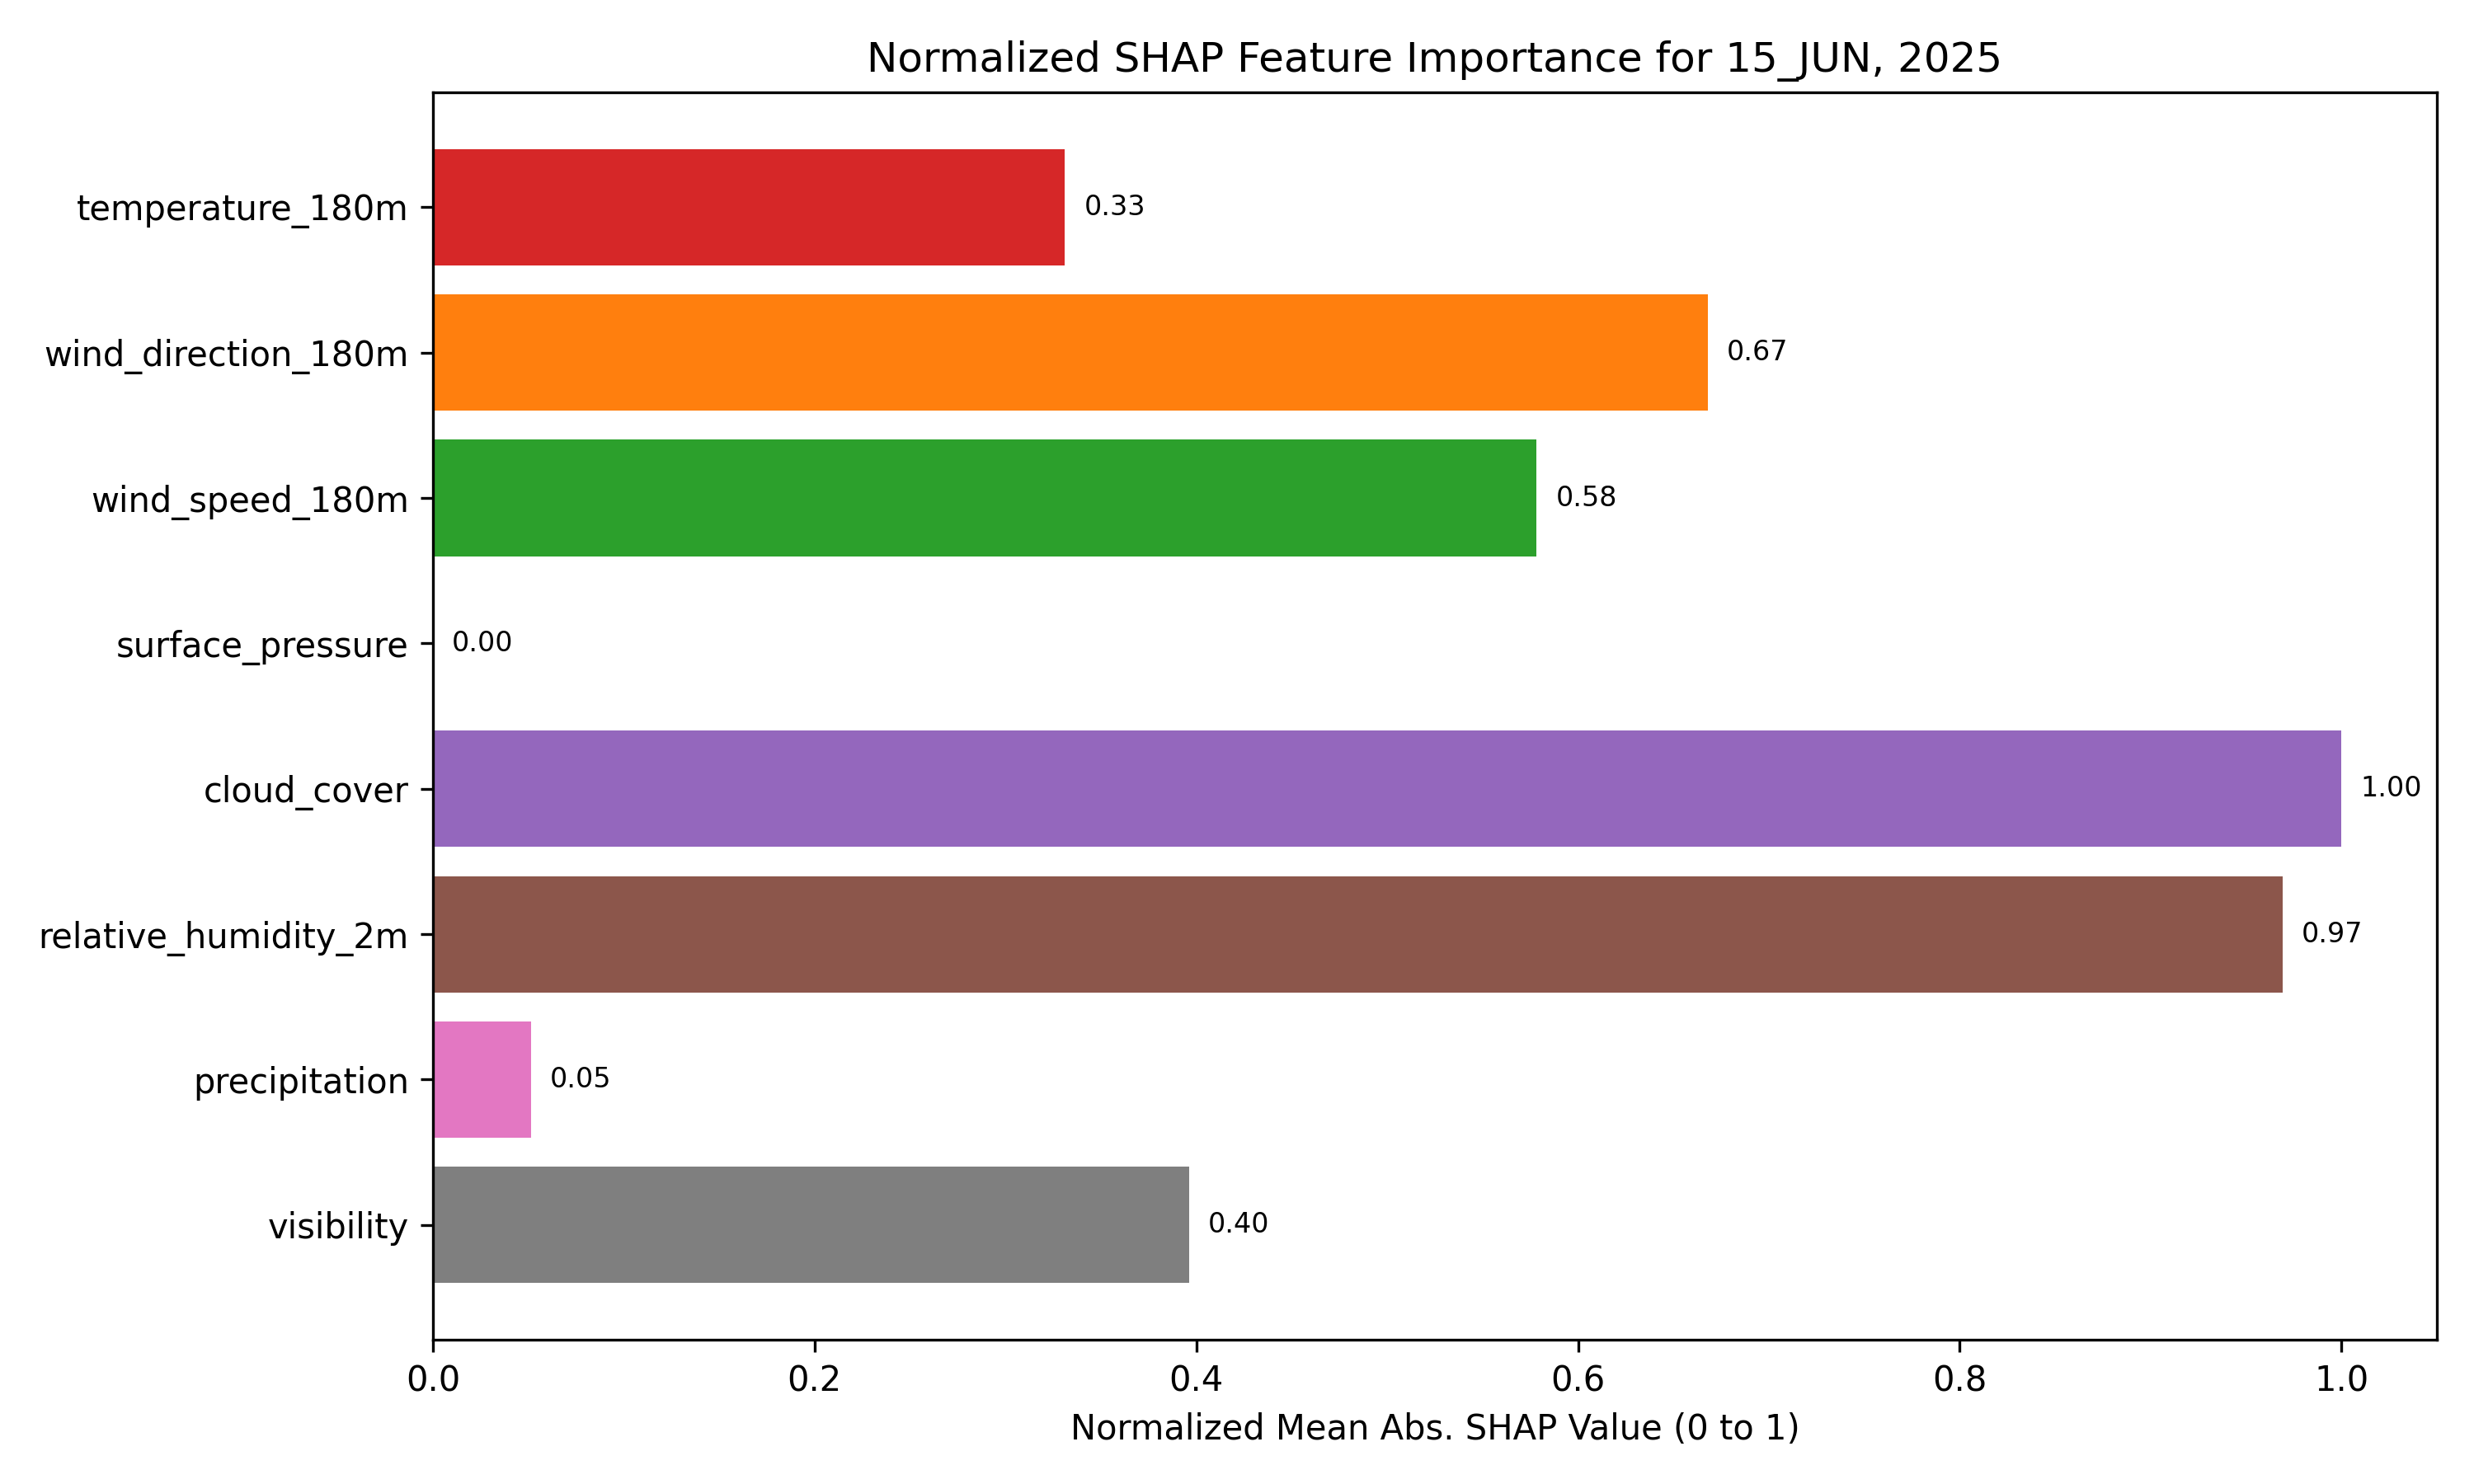 Normalized SHAP Feature Importance for 15_JUN, 2025
temperature_180m
0.33
wind_direction_180m
0.67
wind_speed_180m
0.58
surface_pressure
0.00
cloud_cover
1.00
relative_humidity_2m
0.97
precipitation
0.05
visibility
0.40
0.0 0.2 0.4 0.6 0.8 1.0
Normalized Mean Abs. SHAP Value (0 to 1)